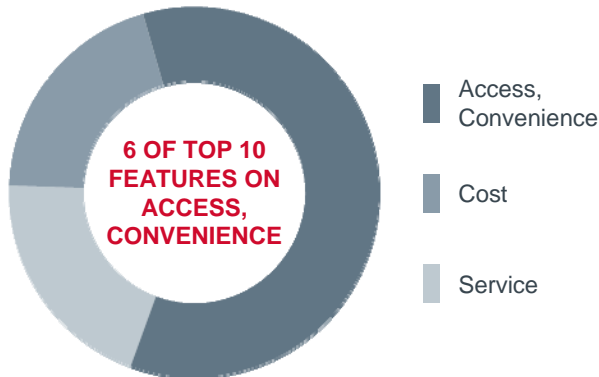 6 OF TOP 10
FEATURES ON
ACCESS,
CONVENIENCE
Access,
Convenience
Cost
Service